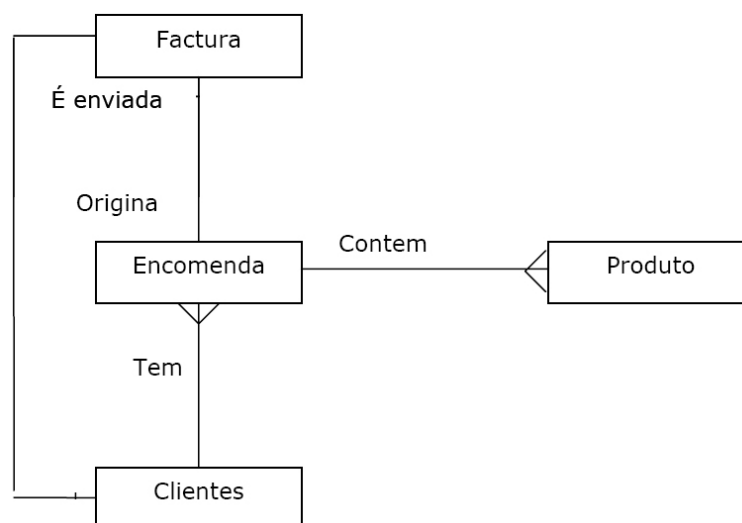 Factura
É enviada
Origina
Encomenda
Contem
Produto
Tem
Clientes